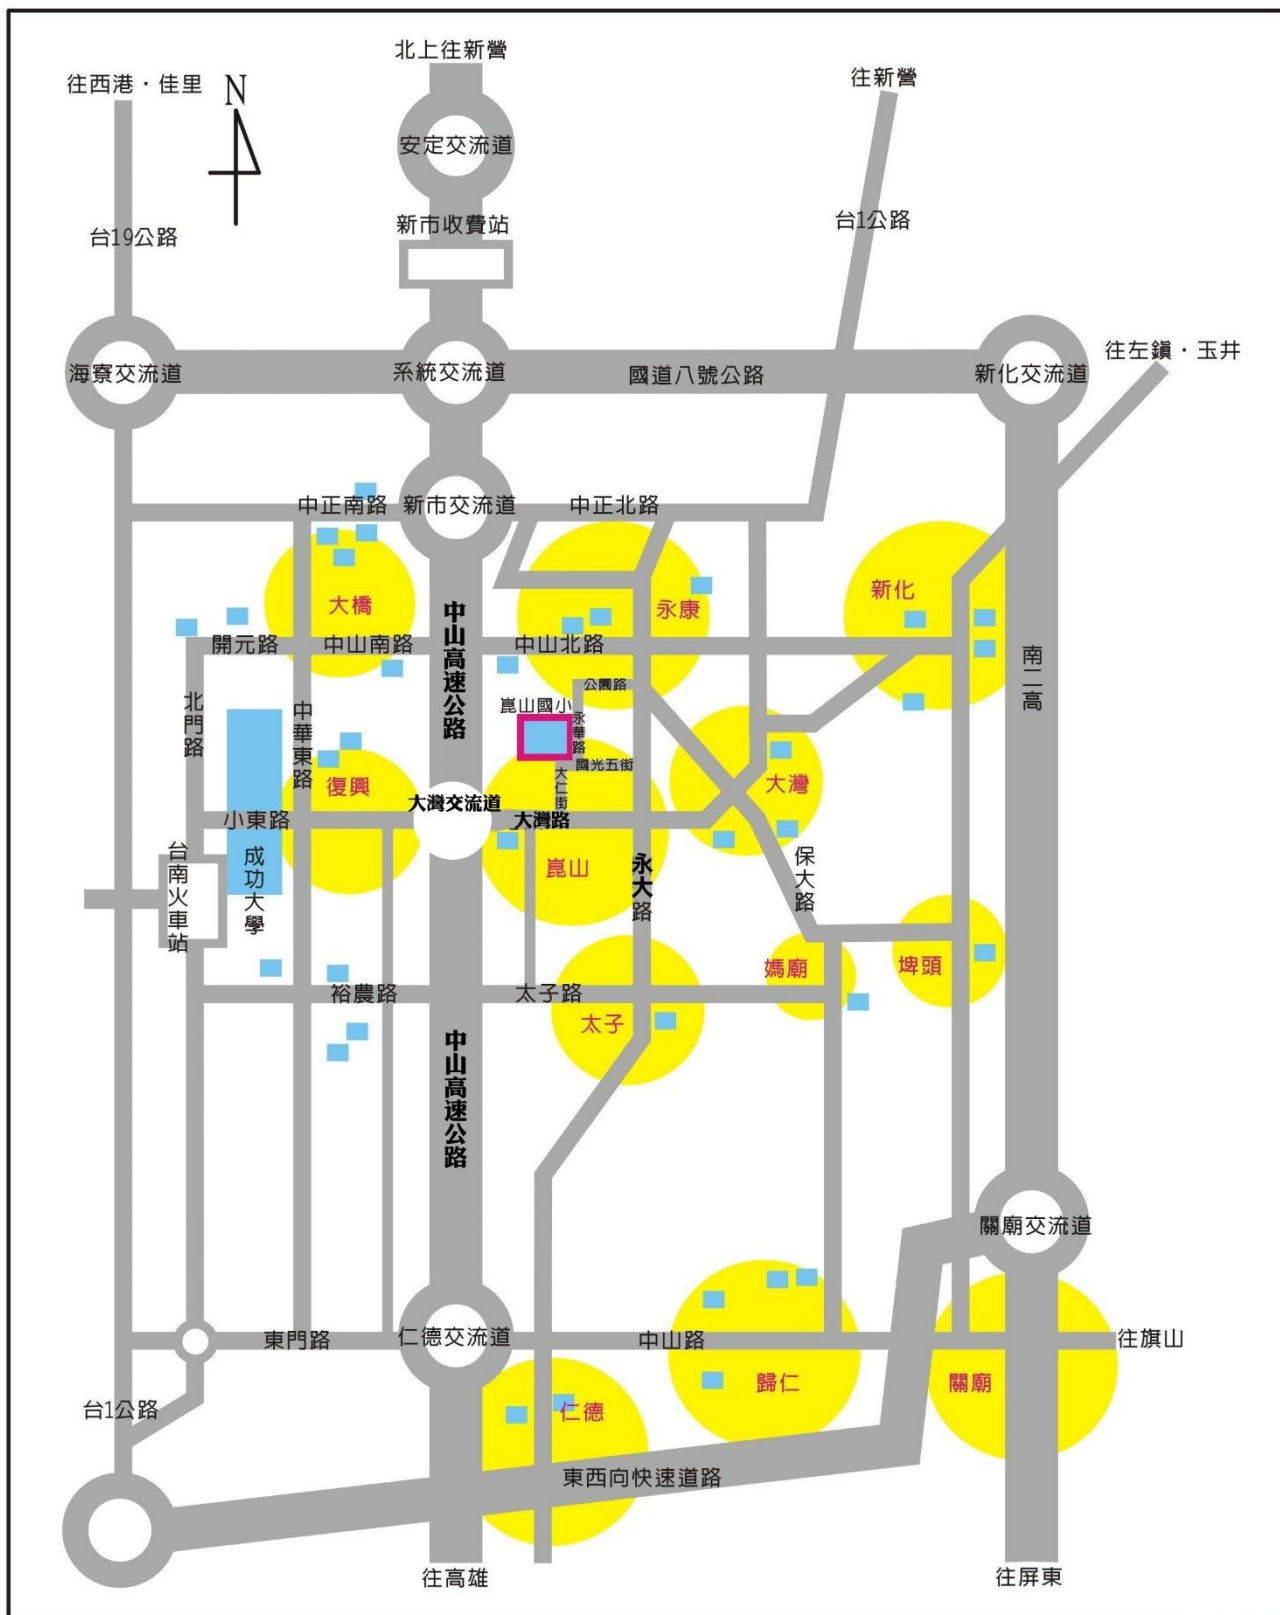 北上往新營
往西港・佳里
N
往新營
安定交流道
新市收費站
台1公路
台19公路
往左鎮・玉井
海寮交流道
系統交流道
國道八號公路
新化交流道
中正南路
新市交流道
中正北路
大橋
永康
新化
中山高速公路
開元路
中山南路
中山北路
南二高
公園路
崑山國小
永華路
北門路
中華東路
國光五街
大仁街
復興
大灣交流道
大灣路
大灣
小東路
台南火車站
成功大學
崑山
永大路
保大路
媽廟
埤頭
裕農路
太子路
太子
中山高速公路
關廟交流道
東門路
仁德交流道
中山路
往旗山
歸仁
關廟
台1公路
仁德
東西向快速道路
往高雄
往屏東